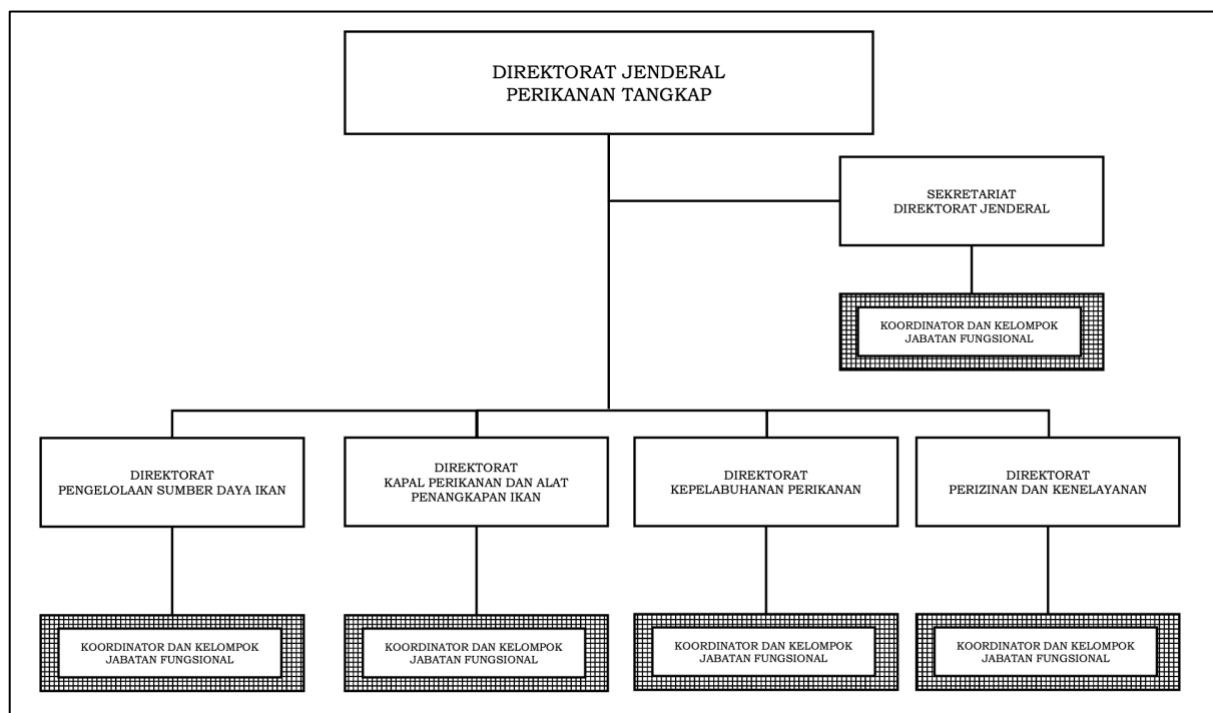 DIREKTORAT JENDERAL
PERIKANAN TANGKAP
SEKRETARIAT
DIREKTORAT JENDERAL
KOORDINATOR DAN KELOMPOK
JABATAN FUNGSIONAL
DIREKTORAT
PENGELOLAAN SUMBER DAYA IKAN
DIREKTORAT
KAPAL PERIKANAN DAN ALAT
PENANGKAPAN IKAN
DIREKTORAT
KEPELABUHANAN PERIKANAN
DIREKTORAT
PERIZINAN DAN KENELAYANAN
KOORDINATOR DAN KELOMPOK
JABATAN FUNGSIONAL
KOORDINATOR DAN KELOMPOK
JABATAN FUNGSIONAL
KOORDINATOR DAN KELOMPOK
JABATAN FUNGSIONAL
KOORDINATOR DAN KELOMPOK
JABATAN FUNGSIONAL